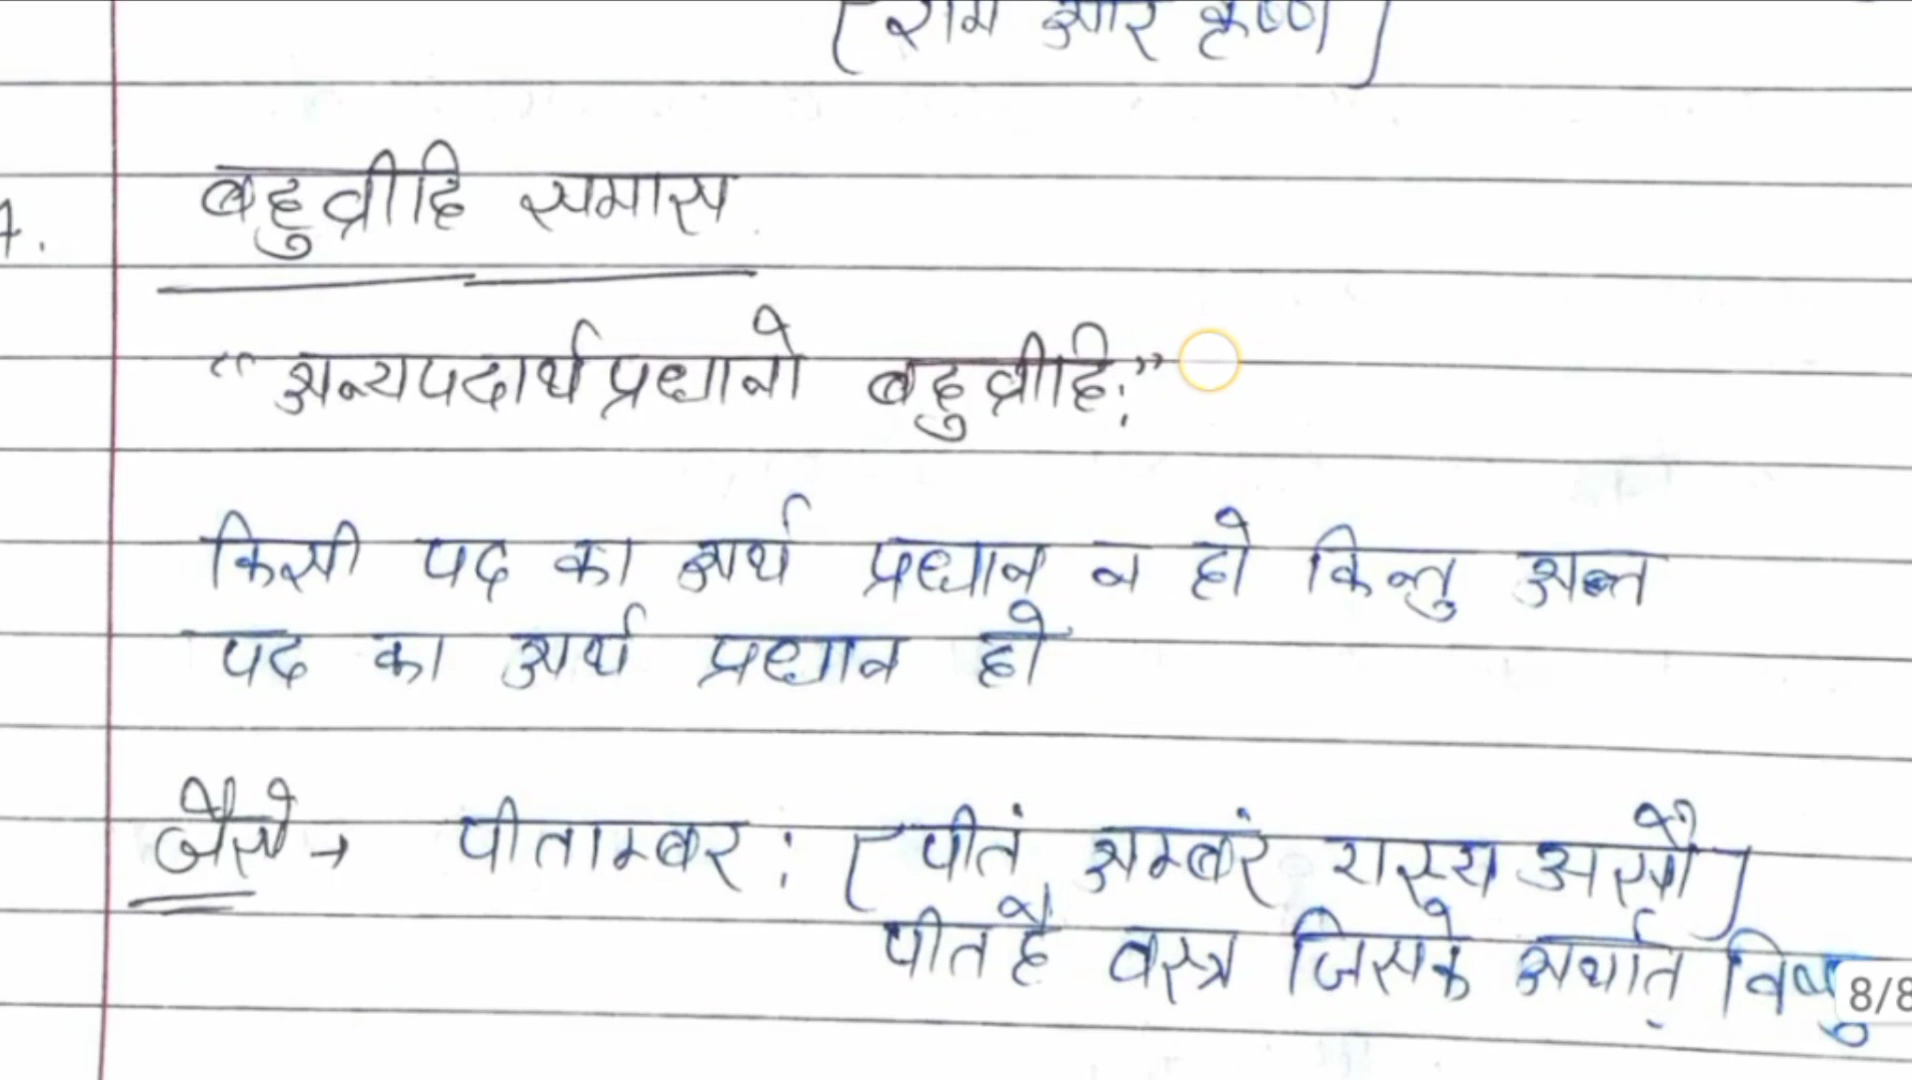 [राम और कृष्ण]
7.
बहुव्रीहि समास
“अन्यपदार्थप्रधानो बहुव्रीहिः”
किसी पद का अर्थ प्रधान न हो किन्तु अन्त
पद का अर्थ प्रधान हो
जैसे → पीताम्बर : [पीतं अम्बरं यस्य असौ]
पीत है वस्त्र जिसके अर्थात् विष्णु
8/8